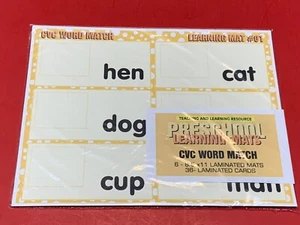 CVC WORD MATCH LEARNING MAT #01
hen cat
dog
TEACHING AND LEARNING RESOURCE
PRESCHOOL
LEARNING MATS
CVC WORD MATCH
6 - 8.5 x11 LAMINATED MATS
36- LAMINATED CARDS
cup man